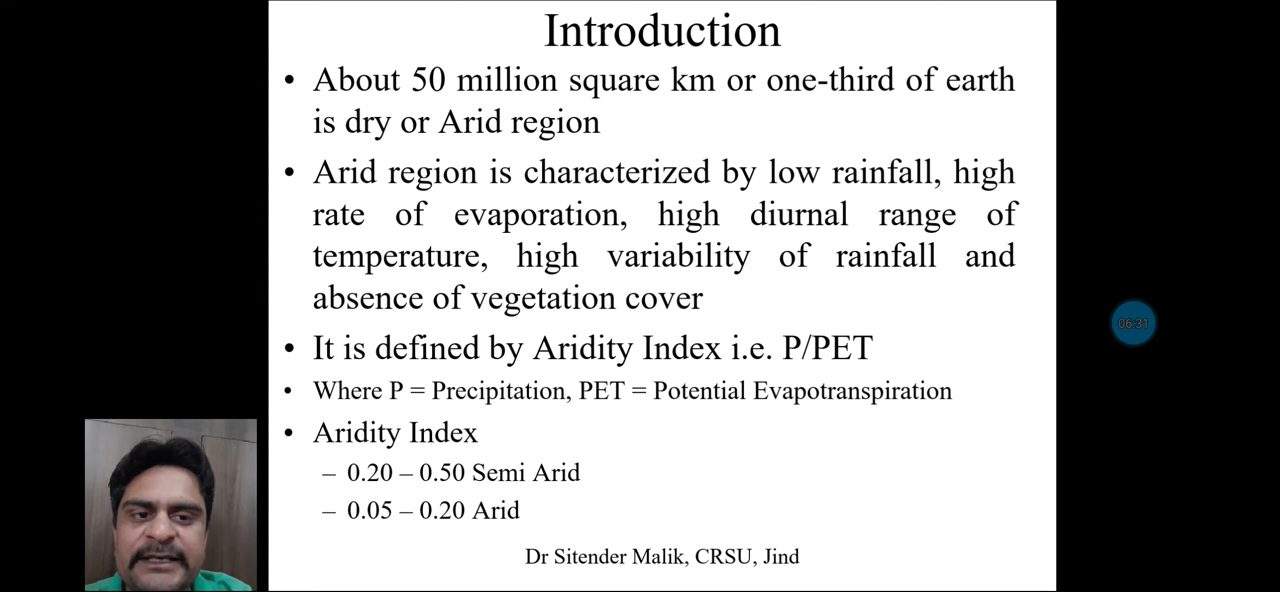 Introduction
• About 50 million square km or one-third of earth
is dry or Arid region
• Arid region is characterized by low rainfall, high
rate of evaporation, high diurnal range of
temperature, high variability of rainfall and
absence of vegetation cover
• It is defined by Aridity Index i.e. P/PET
• Where P = Precipitation, PET = Potential Evapotranspiration
• Aridity Index
– 0.20 – 0.50 Semi Arid
– 0.05 – 0.20 Arid
Dr Sitender Malik, CRSU, Jind
06:31